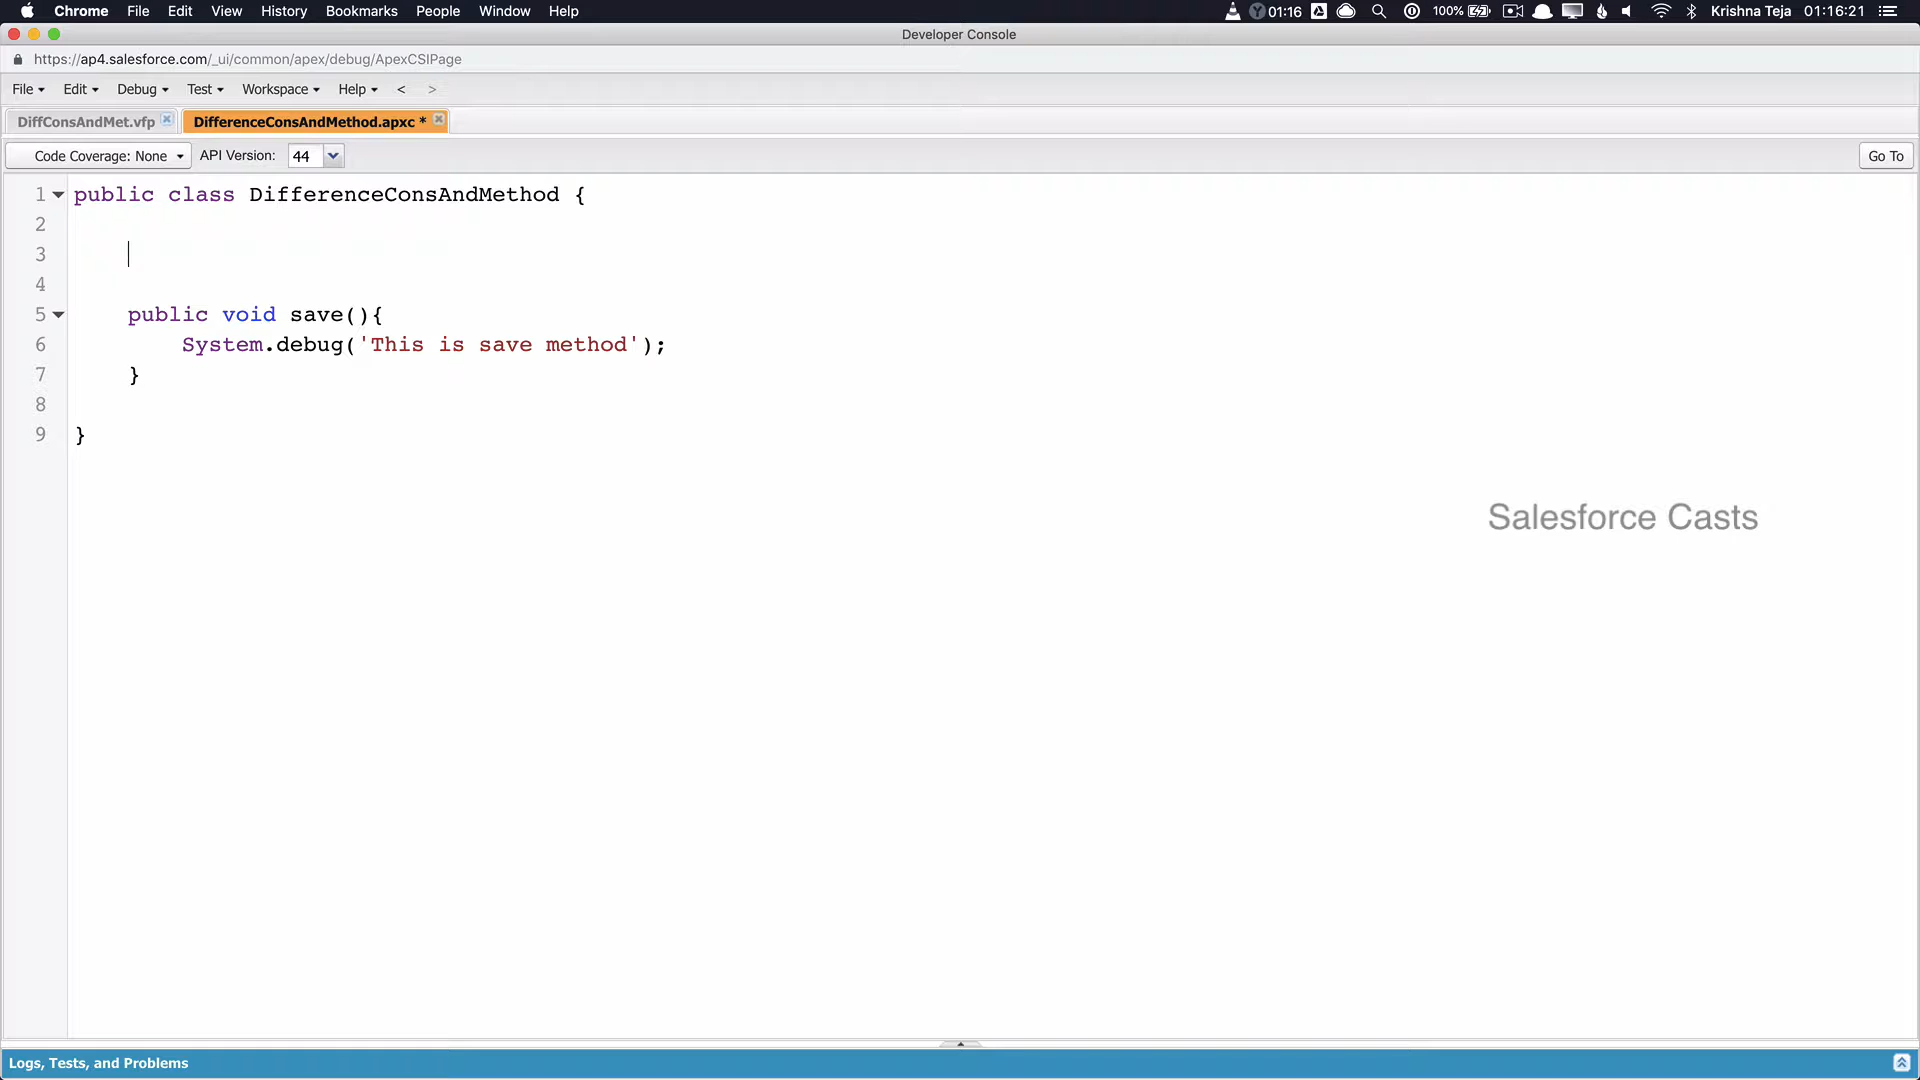 Chrome File Edit View History Bookmarks People Window Help 01:16 100% Krishna Teja 01:16:21
Developer Console
https://ap4.salesforce.com/_ui/common/apex/debug/ApexCSIPage
File Edit Debug Test Workspace Help < >
DiffConsAndMet.vfp DifferenceConsAndMethod.apxc *
Code Coverage: None API Version: 44 Go To
1 public class DifferenceConsAndMethod {
2
3
4
5 public void save(){
6 System.debug('This is save method');
7 }
8
9 }
Salesforce Casts
Logs, Tests, and Problems